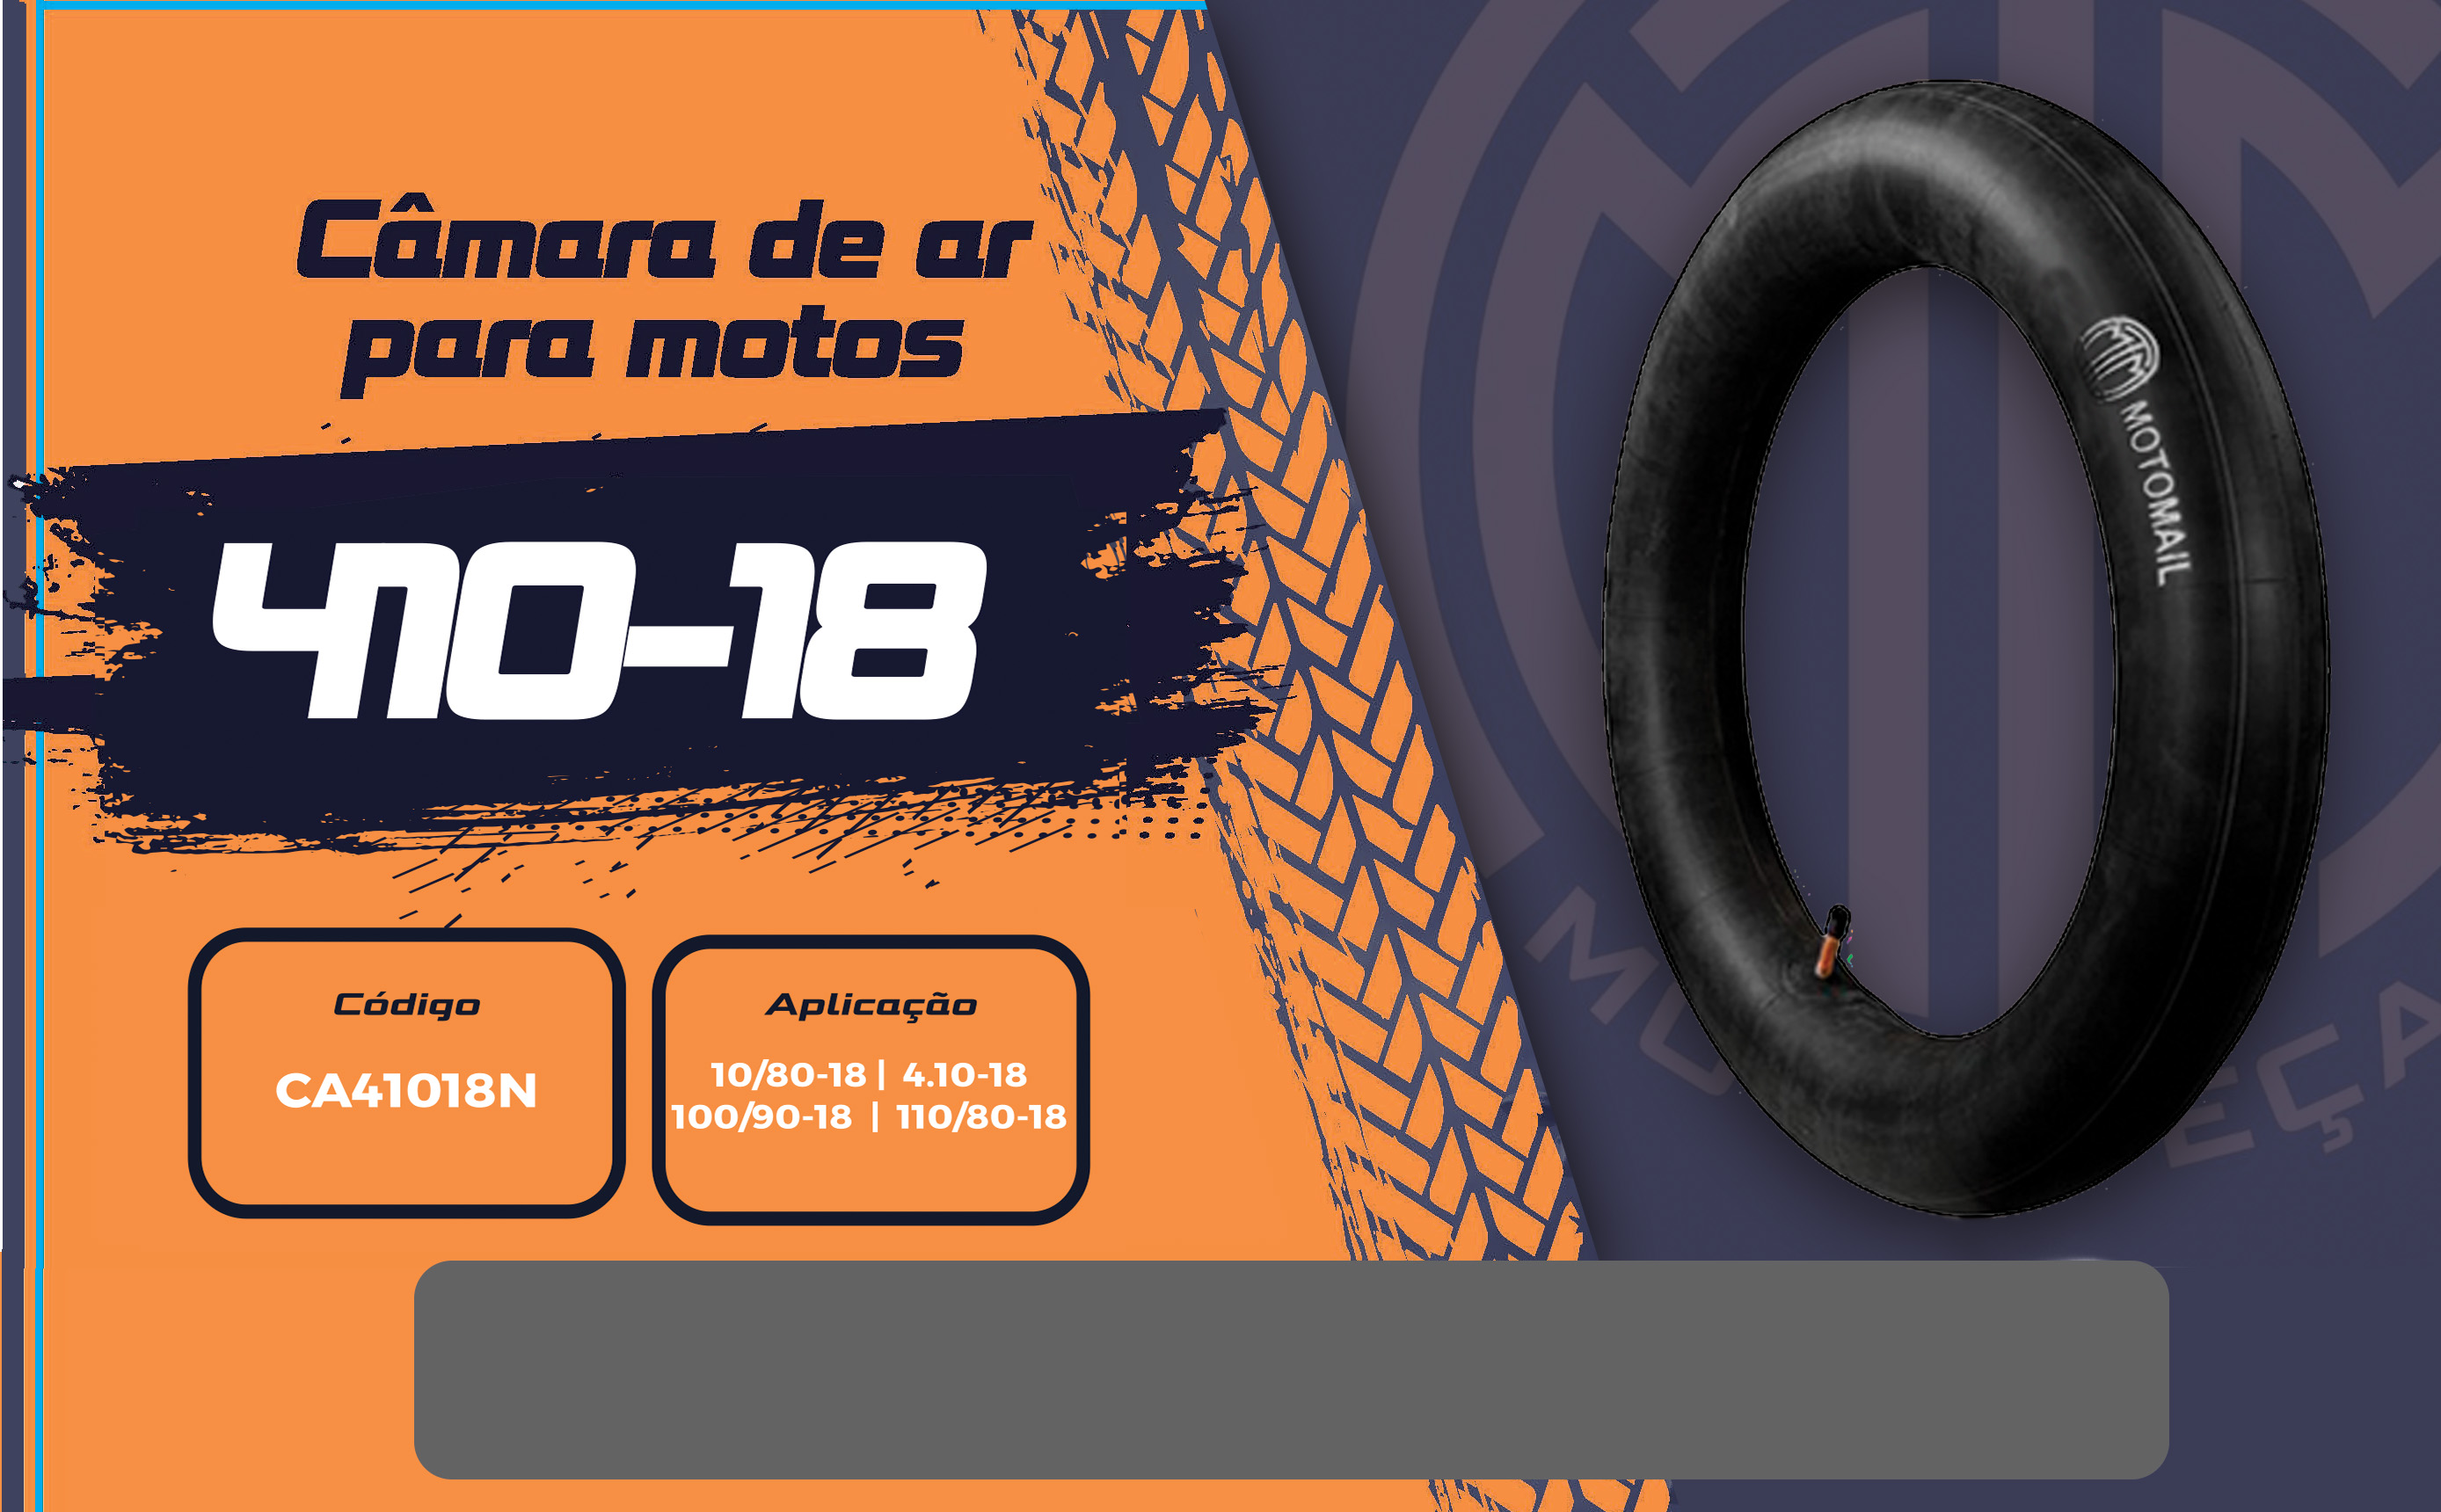 Câmara de ar
para motos
410-18
Código
CA41018N
Aplicação
10/80-18 | 4.10-18
100/90-18 | 110/80-18
MOTOMAIL